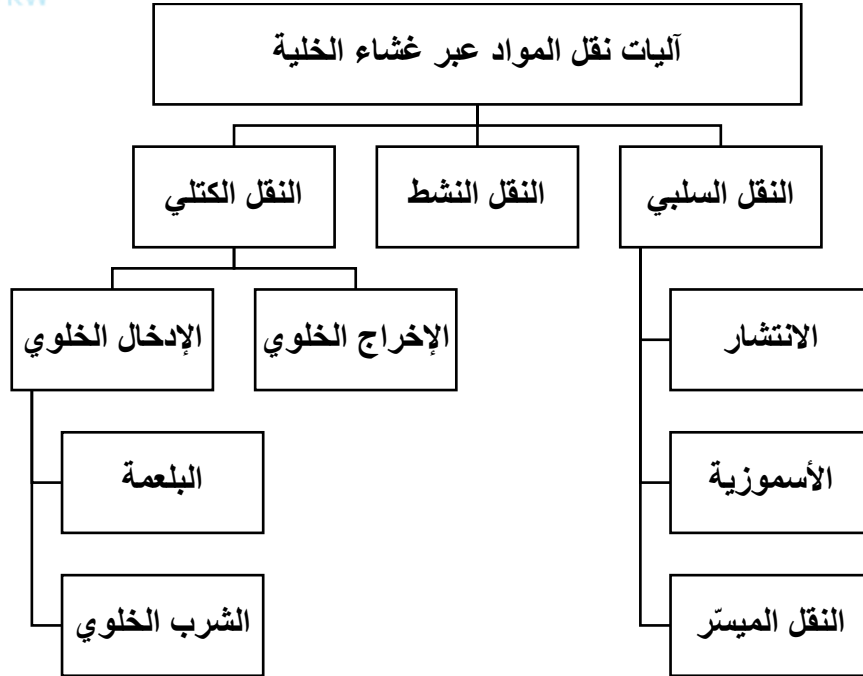 KW
آليات نقل المواد عبر غشاء الخلية
النقل السلبي
النقل النشط
النقل الكتلي
الانتشار
الأسموزية
النقل الميسّر
الإخراج الخلوي
الإدخال الخلوي
البلعمة
الشرب الخلوي